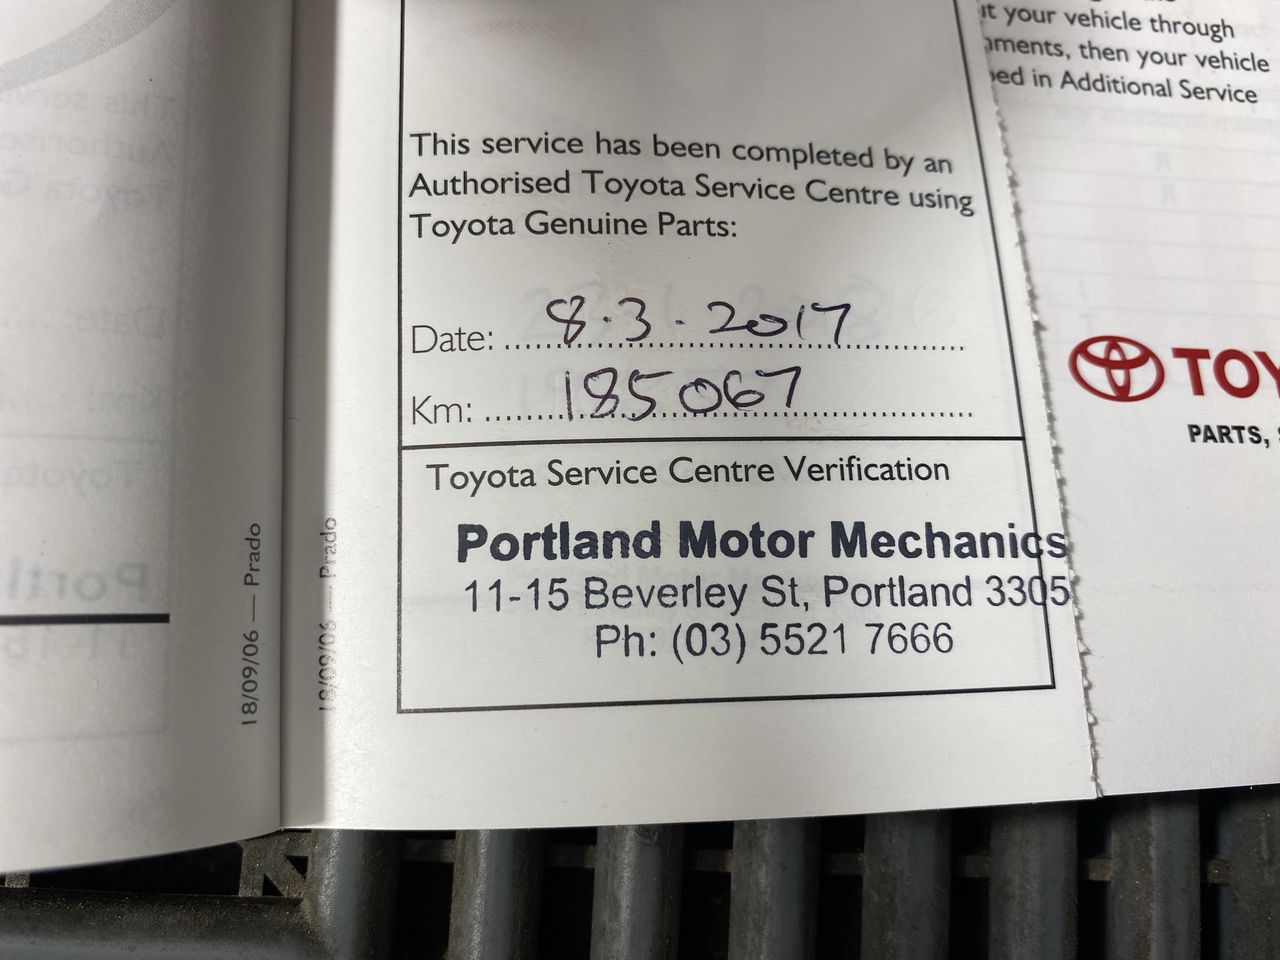 This service has been completed by an
Authorised Toyota Service Centre using
Toyota Genuine Parts:
Date: 8.3.2017
Km: 185067
Toyota Service Centre Verification
Portland Motor Mechanics
11-15 Beverley St, Portland 3305
Ph: (03) 5521 7666
18/09/06 — Prado
18/09/06 — Prado
your vehicle through
then your vehicle
in Additional Service
TOY
PARTS,